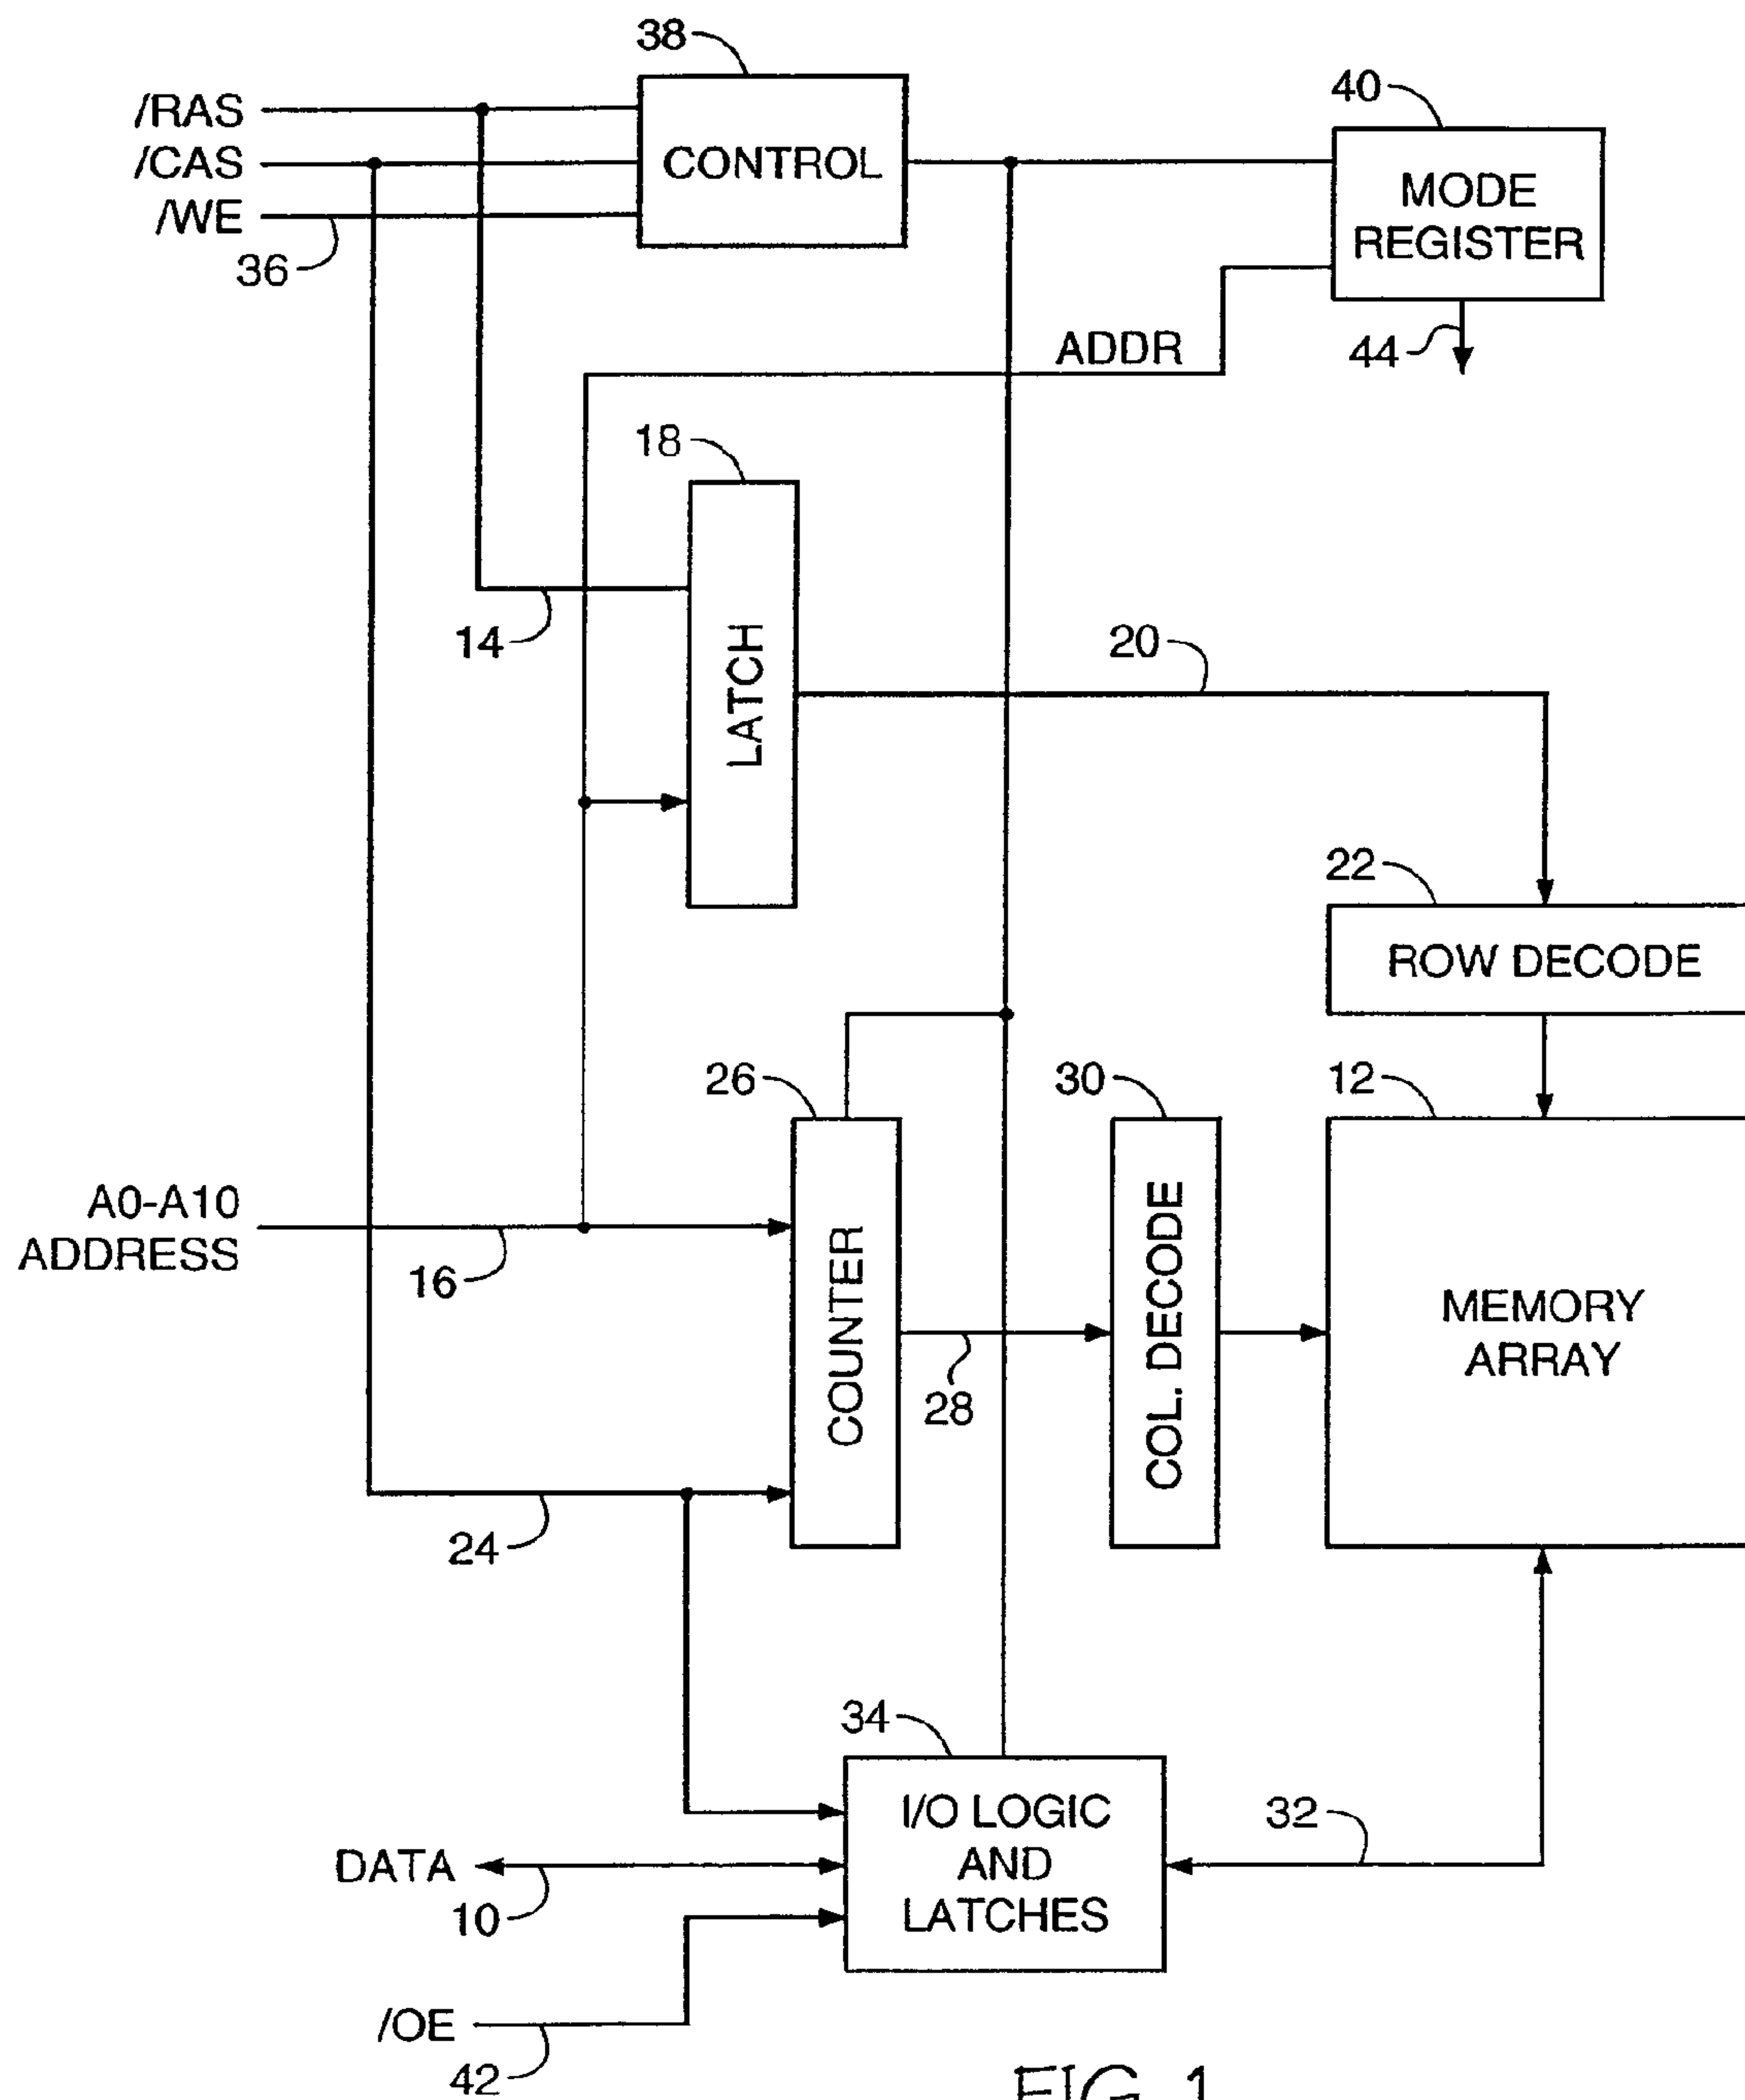 38
/RAS
/CAS
/WE
36
CONTROL
40
MODE
REGISTER
44
ADDR
18
14
LATCH
20
22
ROW DECODE
26
30
12
A0-A10
ADDRESS
16
COUNTER
28
COL. DECODE
MEMORY
ARRAY
24
34
I/O LOGIC
AND
LATCHES
32
DATA
10
/OE
42
FIG. 1